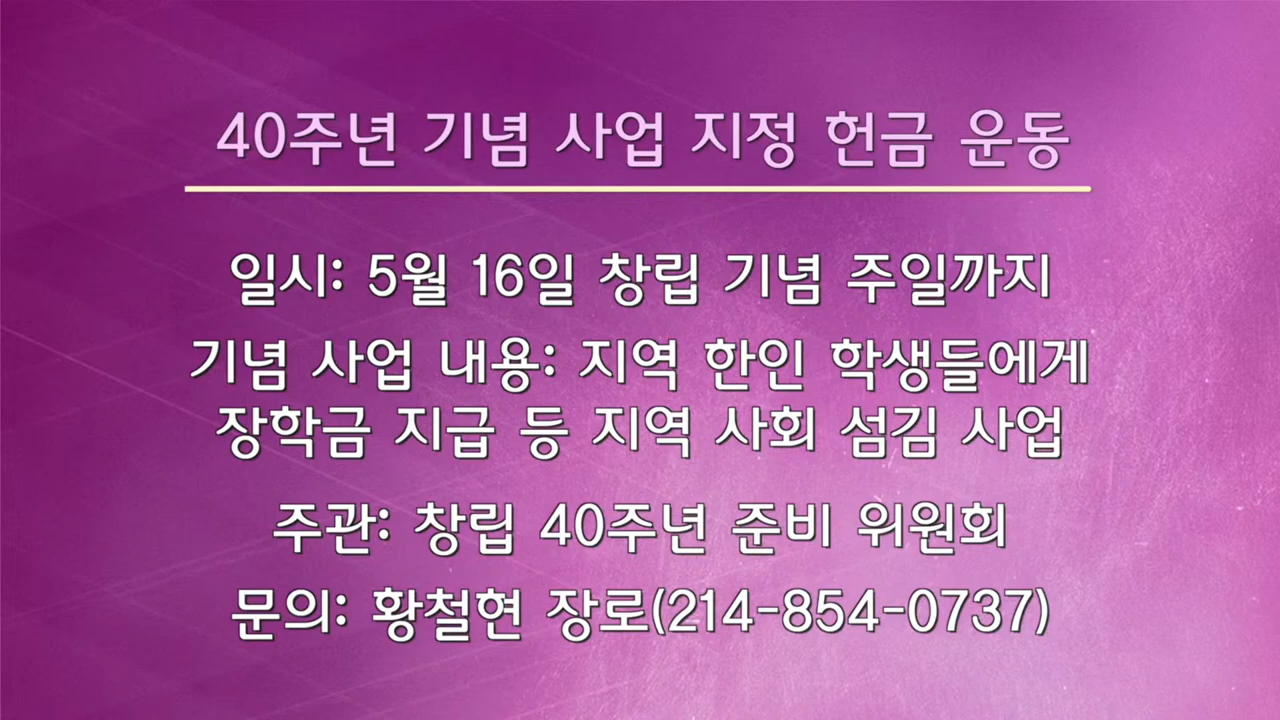 40주년 기념 사업 지정 헌금 운동
일시: 5월 16일 창립 기념 주일까지
기념 사업 내용: 지역 한인 학생들에게
장학금 지급 등 지역 사회 섬김 사업
주관: 창립 40주년 준비 위원회
문의: 황철현 장로(214-854-0737)